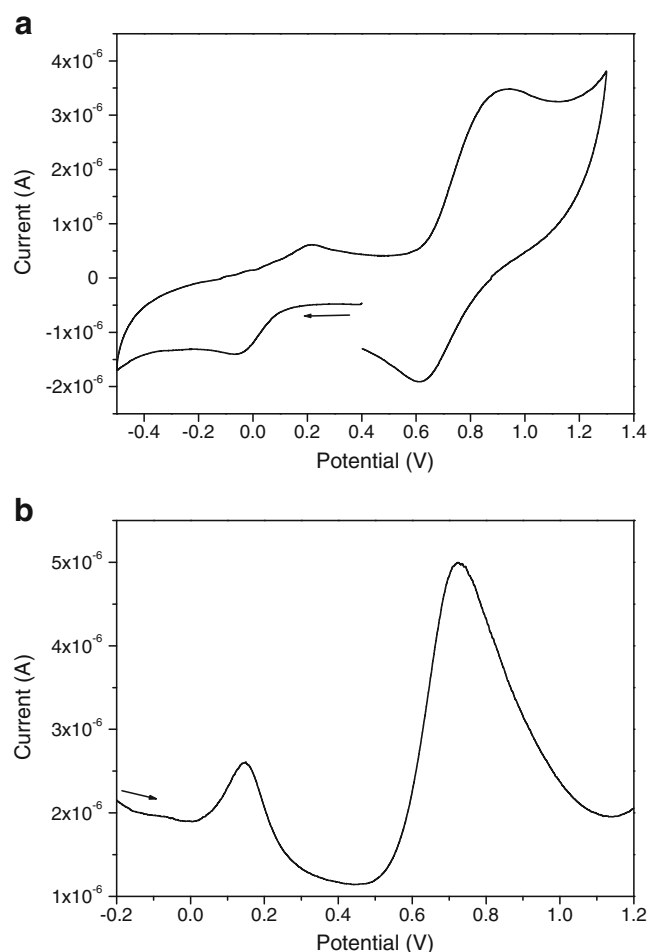 a
4x10⁻⁶
3x10⁻⁶
2x10⁻⁶
1x10⁻⁶
0
-1x10⁻⁶
-2x10⁻⁶
Current (A)
-0.4 -0.2 0.0 0.2 0.4 0.6 0.8 1.0 1.2 1.4
Potential (V)
b
5x10⁻⁶
4x10⁻⁶
3x10⁻⁶
2x10⁻⁶
1x10⁻⁶
Current (A)
-0.2 0.0 0.2 0.4 0.6 0.8 1.0 1.2
Potential (V)